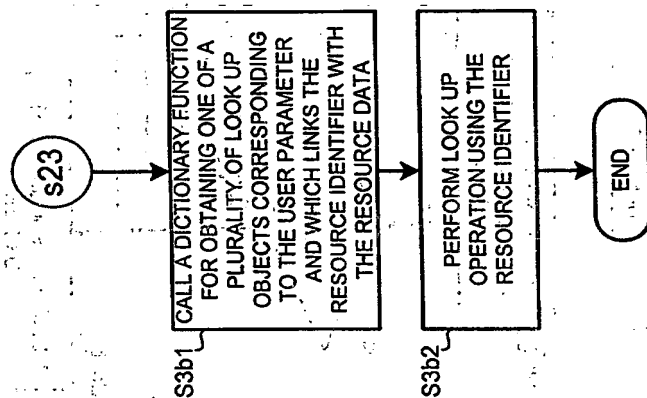 s23
S3b1
CALL A DICTIONARY FUNCTION
FOR OBTAINING ONE OF A
PLURALITY OF LOOK UP
OBJECTS CORRESPONDING
TO THE USER PARAMETER
AND WHICH LINKS THE
RESOURCE IDENTIFIER WITH
THE RESOURCE DATA
S3b2
PERFORM LOOK UP
OPERATION USING THE
RESOURCE IDENTIFIER
END